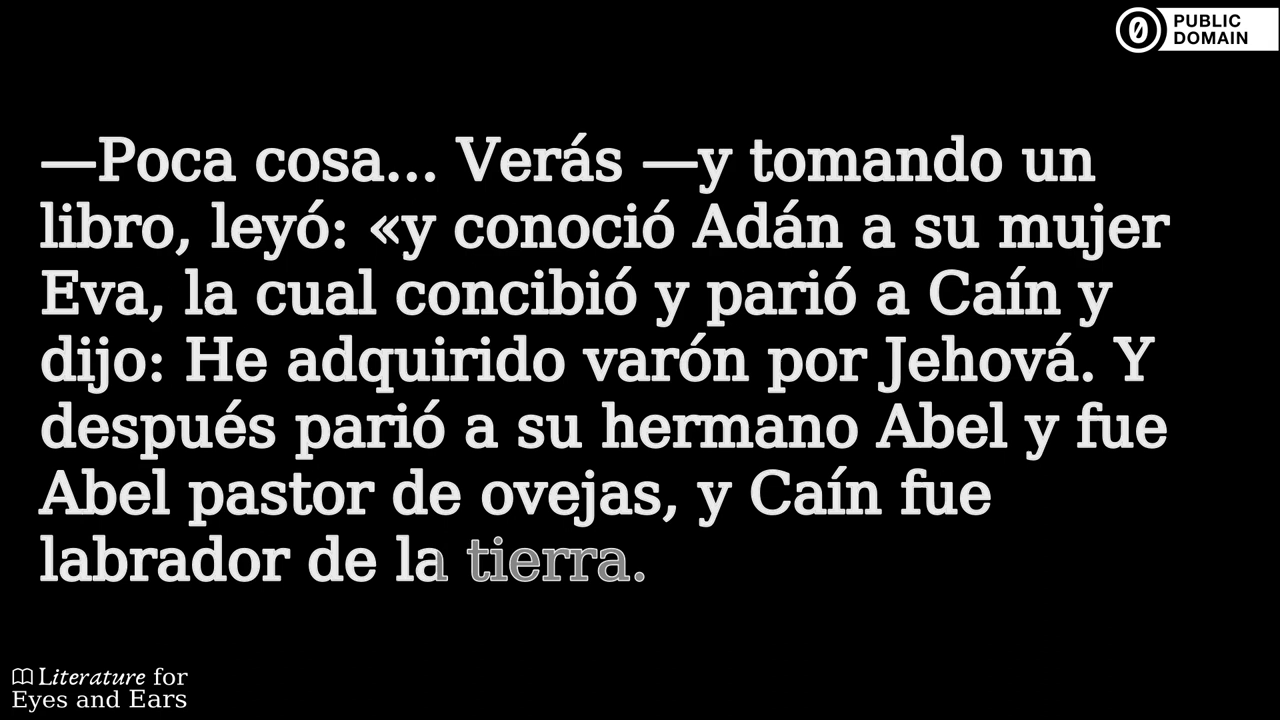 PUBLIC
DOMAIN
—Poca cosa... Verás —y tomando un
libro, leyó: «y conoció Adán a su mujer
Eva, la cual concibió y parió a Caín y
dijo: He adquirido varón por Jehová. Y
después parió a su hermano Abel y fue
Abel pastor de ovejas, y Caín fue
labrador de la tierra.
Literature for
Eyes and Ears